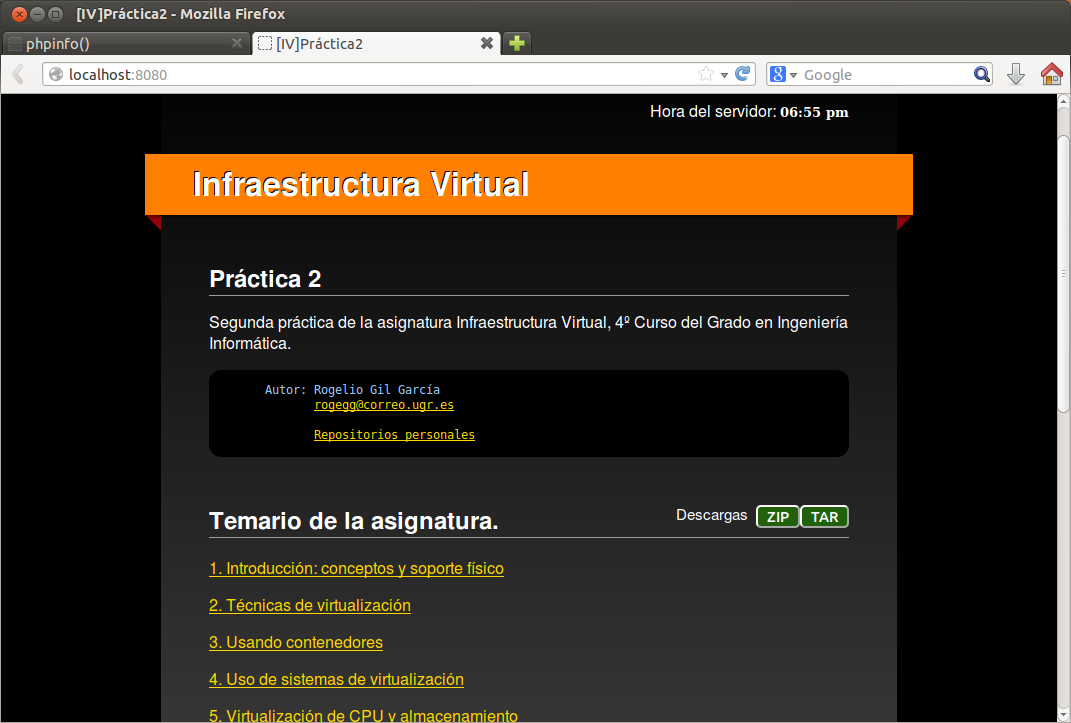 [IV]Práctica2 - Mozilla Firefox
phpinfo()
[IV]Práctica2
localhost:8080
Google
Hora del servidor: 06:55 pm
Infraestructura Virtual
Práctica 2
Segunda práctica de la asignatura Infraestructura Virtual, 4º Curso del Grado en Ingeniería
Informática.
Autor: Rogelio Gil García
rogegg@correo.ugr.es
Repositorios personales
Temario de la asignatura.
Descargas ZIP TAR
1. Introducción: conceptos y soporte físico
2. Técnicas de virtualización
3. Usando contenedores
4. Uso de sistemas de virtualización
5. Virtualización de CPU y almacenamiento